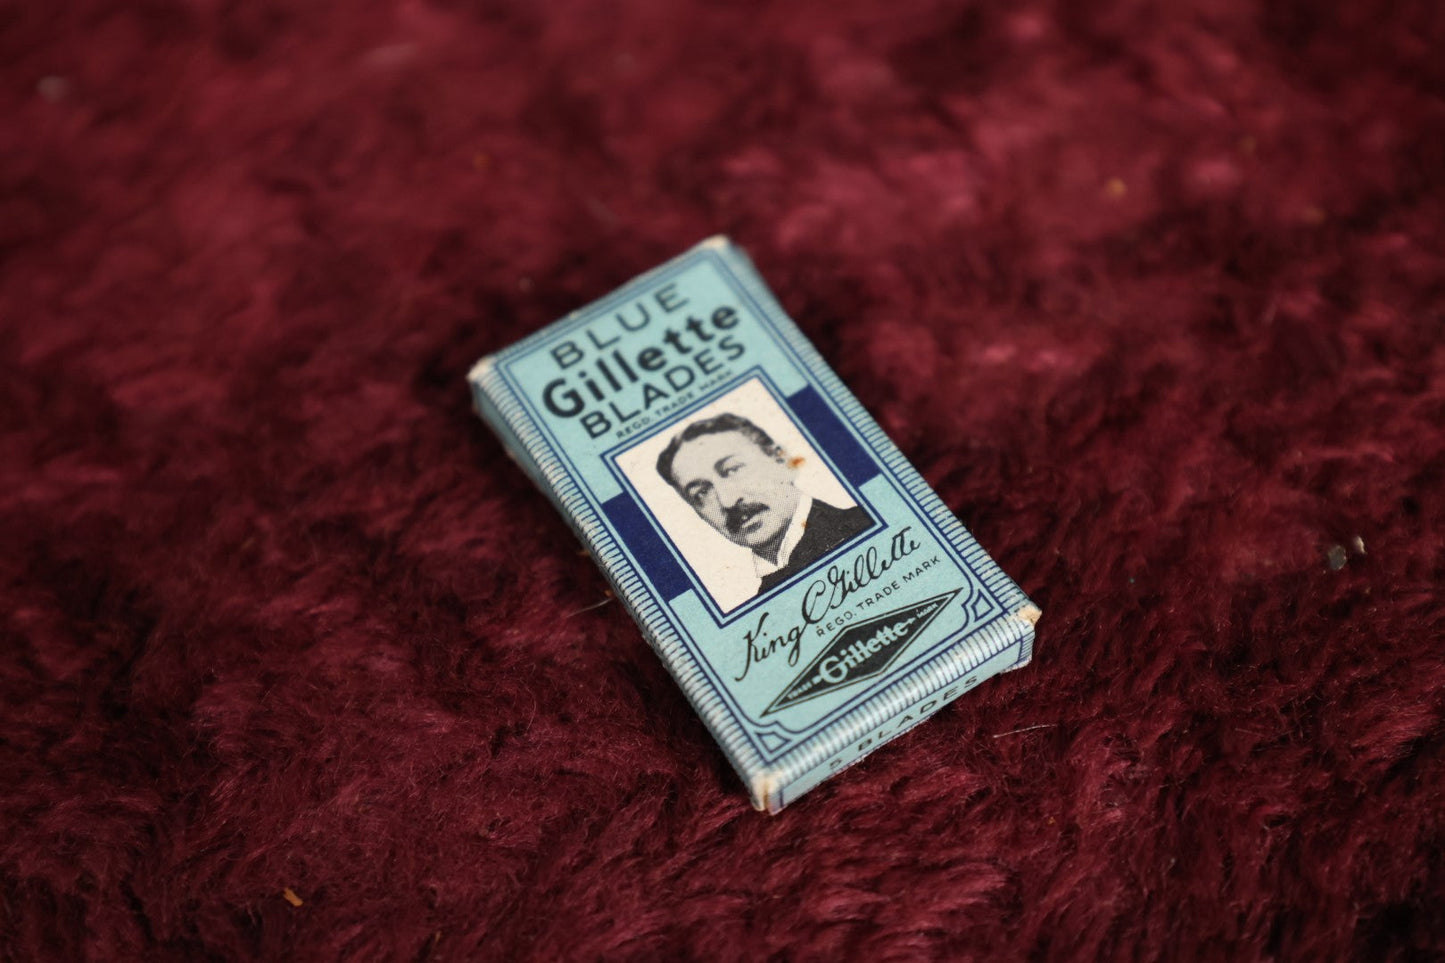 BLUE
Gillette
BLADES
REGD. TRADE MARK
King C Gillette
REGD. TRADE MARK
Gillette
5 BLADES